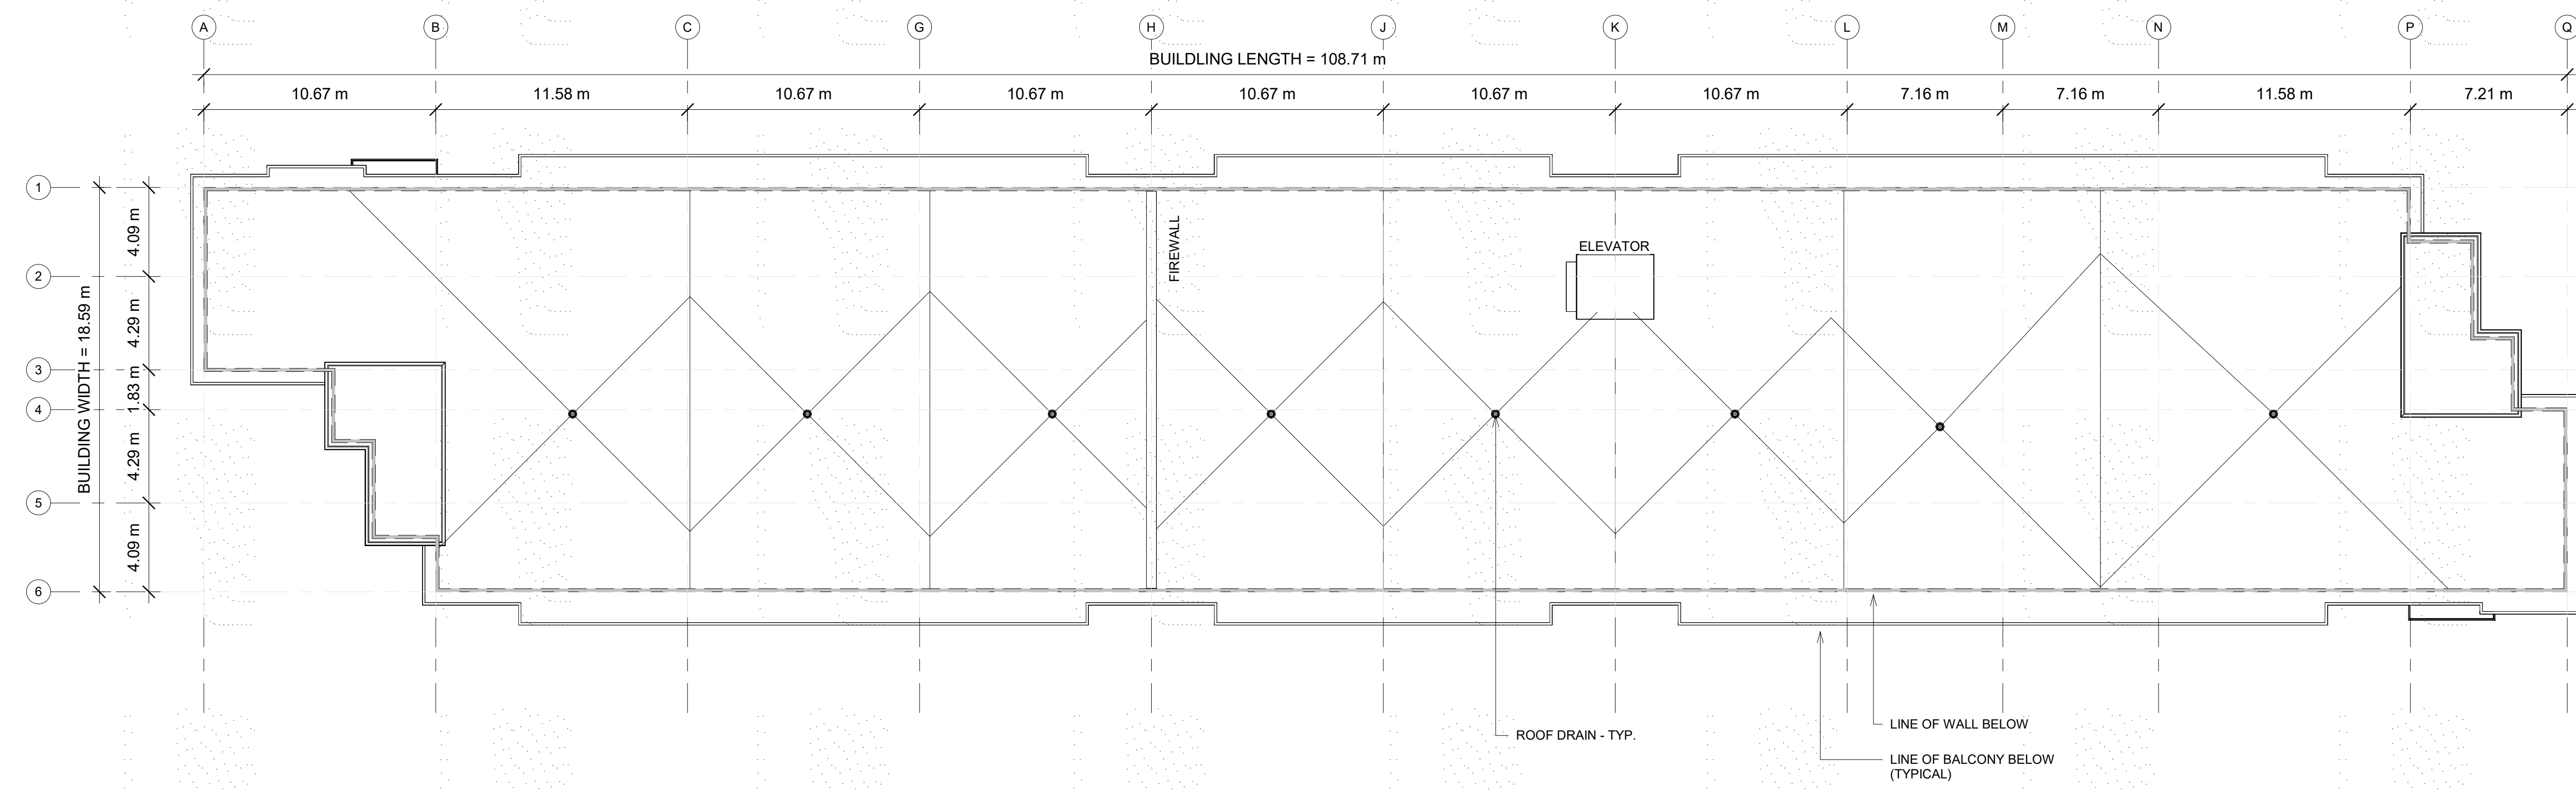 A B C G H J K L M N P Q
BUILDLING LENGTH = 108.71 m
10.67 m 11.58 m 10.67 m 10.67 m 10.67 m 10.67 m 10.67 m 7.16 m 7.16 m 11.58 m 7.21 m
1
2
3
4
5
6
BUILDING WIDTH = 18.59 m
4.09 m
4.29 m
1.83 m
4.29 m
4.09 m
FIREWALL
ELEVATOR
ROOF DRAIN - TYP.
LINE OF WALL BELOW
LINE OF BALCONY BELOW
(TYPICAL)